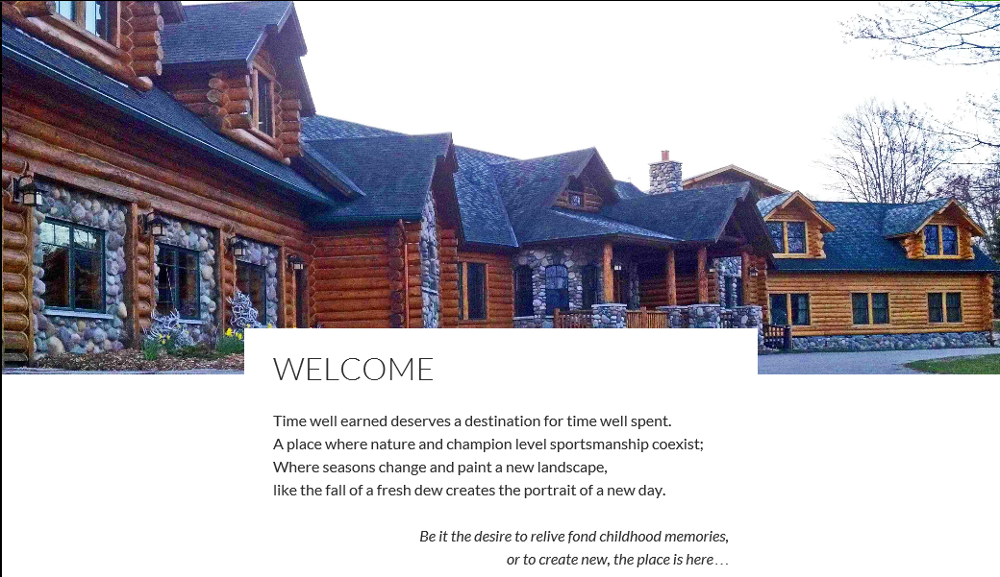 WELCOME
Time well earned deserves a destination for time well spent.
A place where nature and champion level sportsmanship coexist;
Where seasons change and paint a new landscape,
like the fall of a fresh dew creates the portrait of a new day.
Be it the desire to relive fond childhood memories,
or to create new, the place is here…